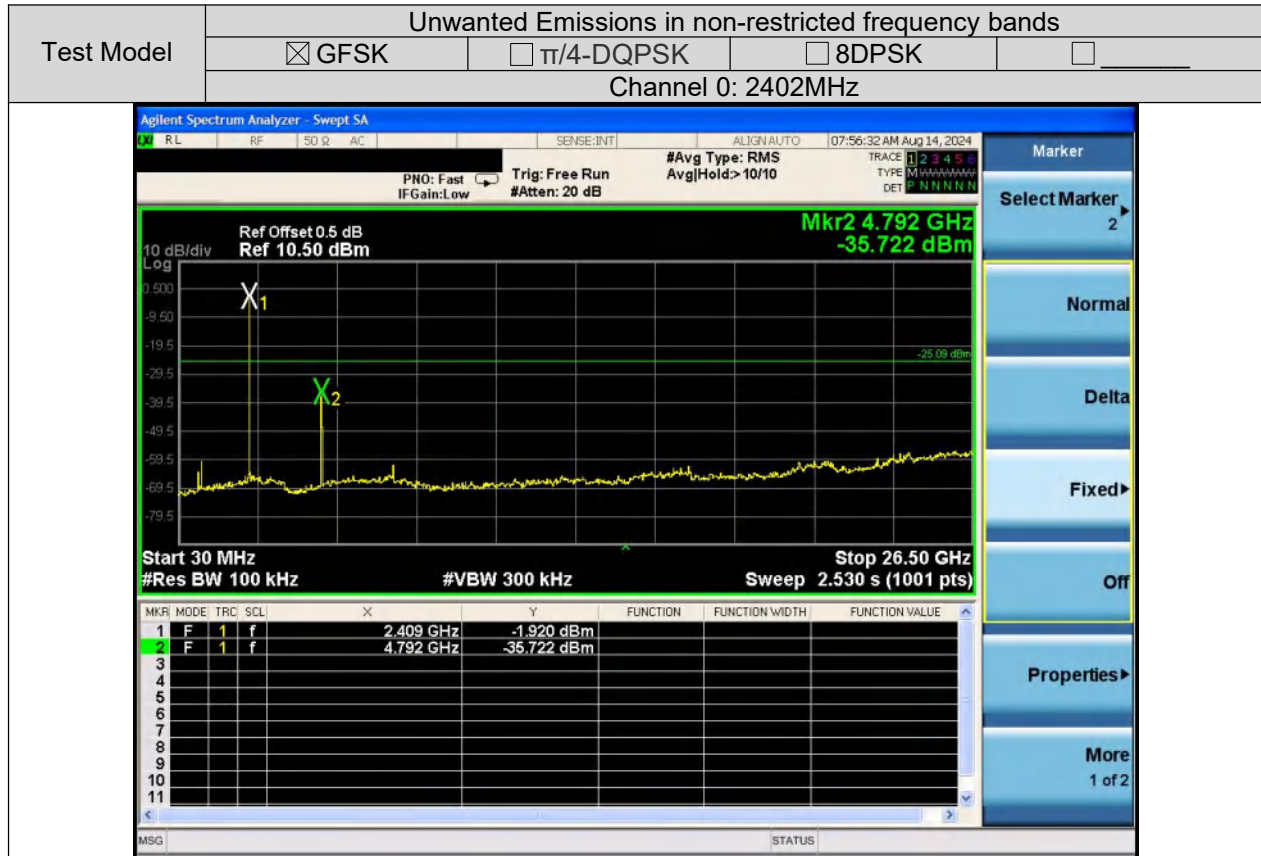 Unwanted Emissions in non-restricted frequency bands
Test Model
☒ GFSK ☐ π/4-DQPSK ☐ 8DPSK ☐ ______
Channel 0: 2402MHz
Agilent Spectrum Analyzer - Swept SA
LXI RL RF 50 Ω AC SENSE:INT ALIGN AUTO 07:56:32 AM Aug 14, 2024
PNO: Fast
IFGain:Low
Trig: Free Run
#Atten: 20 dB
#Avg Type: RMS
Avg|Hold:>10/10
TRACE 1 2 3 4 5 6
TYPE M WWWWW
DET P N N N N N
Mkr2 4.792 GHz
-35.722 dBm
Ref Offset 0.5 dB
10 dB/div Ref 10.50 dBm
Log
0.500
-9.50
-19.5
-29.5
-39.5
-49.5
-59.5
-69.5
-79.5
1
2
-25.09 dBm
Start 30 MHz Stop 26.50 GHz
#Res BW 100 kHz #VBW 300 kHz Sweep 2.530 s (1001 pts)
MKR MODE TRC SCL X Y FUNCTION FUNCTION WIDTH FUNCTION VALUE
1 F 1 f 2.409 GHz -1.920 dBm
2 F 1 f 4.792 GHz -35.722 dBm
3
4
5
6
7
8
9
10
11
MSG STATUS
Marker
Select Marker
2
Normal
Delta
Fixed
Off
Properties
More
1 of 2